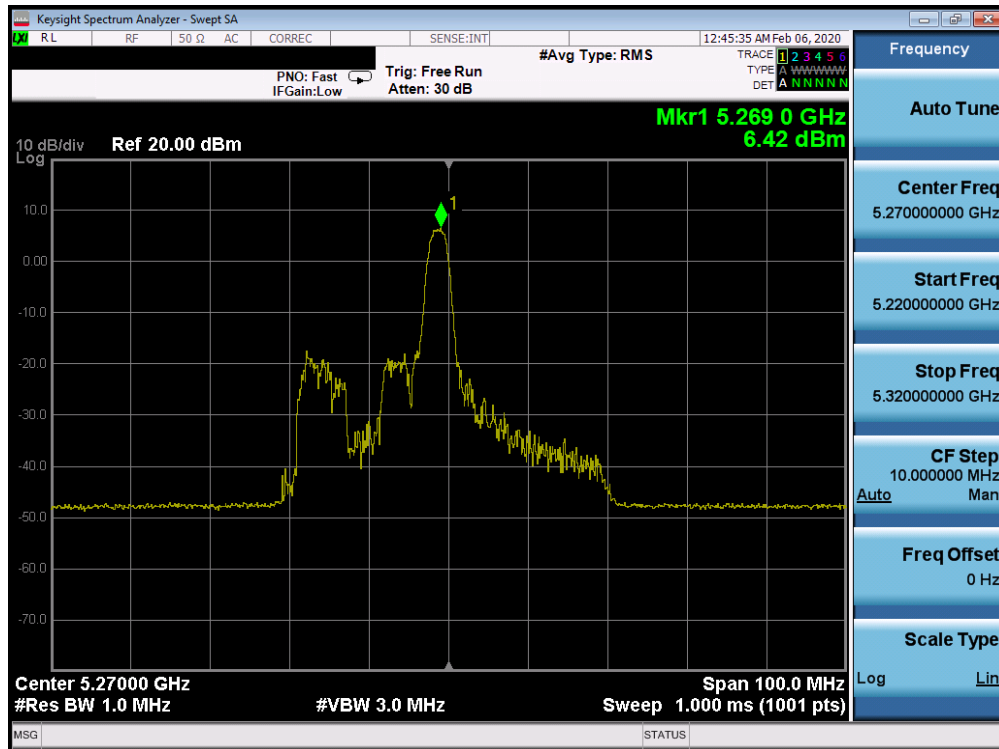 Keysight Spectrum Analyzer - Swept SA
LXI RL RF 50 Ω AC CORREC SENSE:INT 12:45:35 AM Feb 06, 2020
#Avg Type: RMS
TRACE 1 2 3 4 5 6
TYPE A WWWWW
DET A N N N N N
PNO: Fast
IFGain:Low
Trig: Free Run
Atten: 30 dB
Mkr1 5.269 0 GHz
6.42 dBm
10 dB/div
Log
Ref 20.00 dBm
1
10.0
0.00
-10.0
-20.0
-30.0
-40.0
-50.0
-60.0
-70.0
Center 5.27000 GHz
Span 100.0 MHz
#Res BW 1.0 MHz
#VBW 3.0 MHz
Sweep 1.000 ms (1001 pts)
MSG
STATUS
Frequency
Auto Tune
Center Freq
5.270000000 GHz
Start Freq
5.220000000 GHz
Stop Freq
5.320000000 GHz
CF Step
10.000000 MHz
Auto Man
Freq Offset
0 Hz
Scale Type
Log Lin